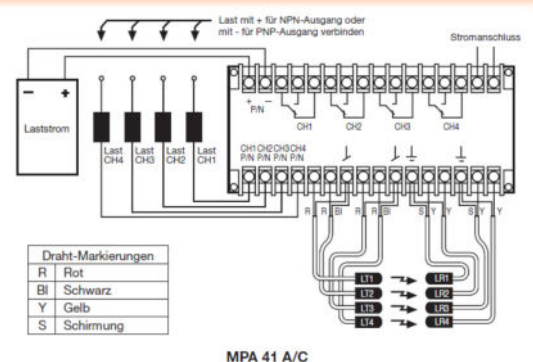 Last mit + für NPN-Ausgang oder
mit - für PNP-Ausgang verbinden
Stromanschluss
− +
Laststrom
+ −
P/N
CH1 CH2 CH3 CH4
Last CH4
Last CH3
Last CH2
Last CH1
CH1 CH2 CH3 CH4
P/N P/N P/N P/N
R R Bl R R Bl S Y Y S Y Y
LT1 LR1
LT2 LR2
LT3 LR3
LT4 LR4
Draht-Markierungen
R Rot
Bl Schwarz
Y Gelb
S Schirmung
MPA 41 A/C